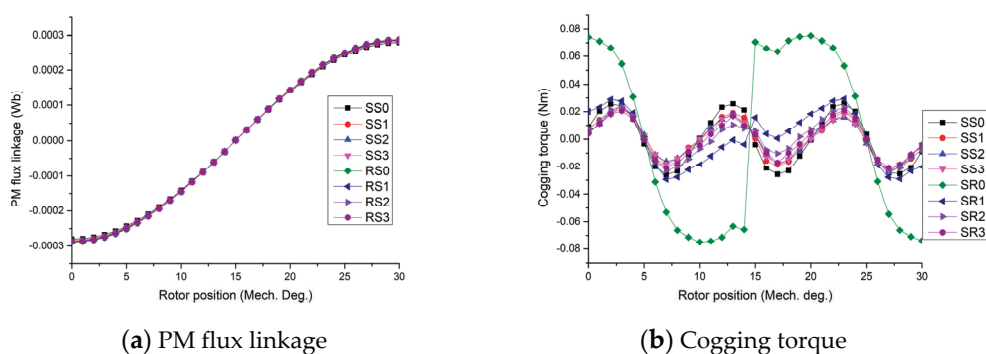 PM flux linkage (Wb)
0.0003
0.0002
0.0001
0.0000
-0.0001
-0.0002
-0.0003
0 5 10 15 20 25 30
Rotor position (Mech. Deg.)
SS0
SS1
SS2
SS3
RS0
RS1
RS2
RS3
(a) PM flux linkage
Cogging torque (Nm)
0.08
0.06
0.04
0.02
0.00
-0.02
-0.04
-0.06
-0.08
0 5 10 15 20 25 30
Rotor position (Mech. deg.)
SS0
SS1
SS2
SS3
SR0
SR1
SR2
SR3
(b) Cogging torque